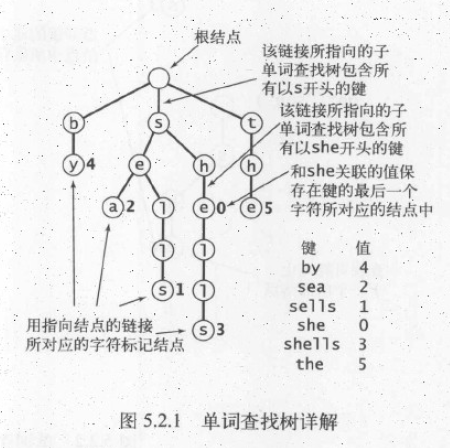 根结点
该链接所指向的子
单词查找树包含所
有以s开头的键
该链接所指向的子
单词查找树包含所
有以she开头的键
和she关联的值保
存在键的最后一个
字符所对应的结点中
b s t
y 4 e h h
a 2 l e 0 e 5
l l
s 1 l
s 3
用指向结点的链接
所对应的字符标记结点
键 值
by 4
sea 2
sells 1
she 0
shells 3
the 5
图 5.2.1 单词查找树详解